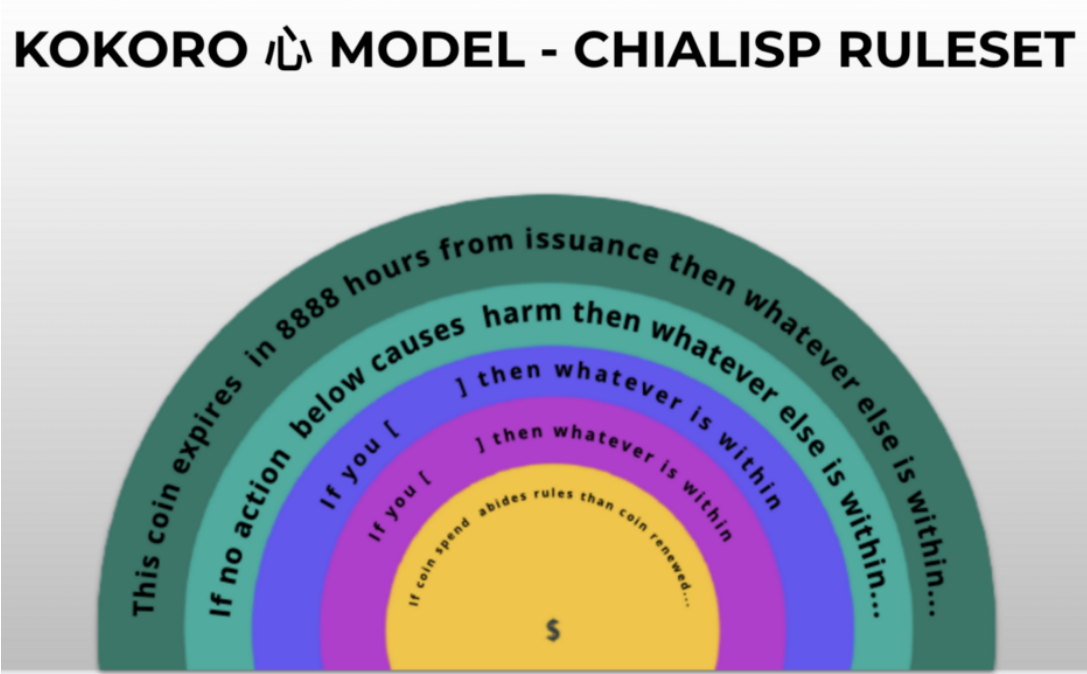 KOKORO 心 MODEL - CHIALISP RULESET
This coin expires in 8888 hours from issuance then whatever else is within...
If no action below causes harm then whatever else is within...
If you [ ] then whatever is within
If you [ ] then whatever is within
If coin spend abides rules than coin renewed...
$